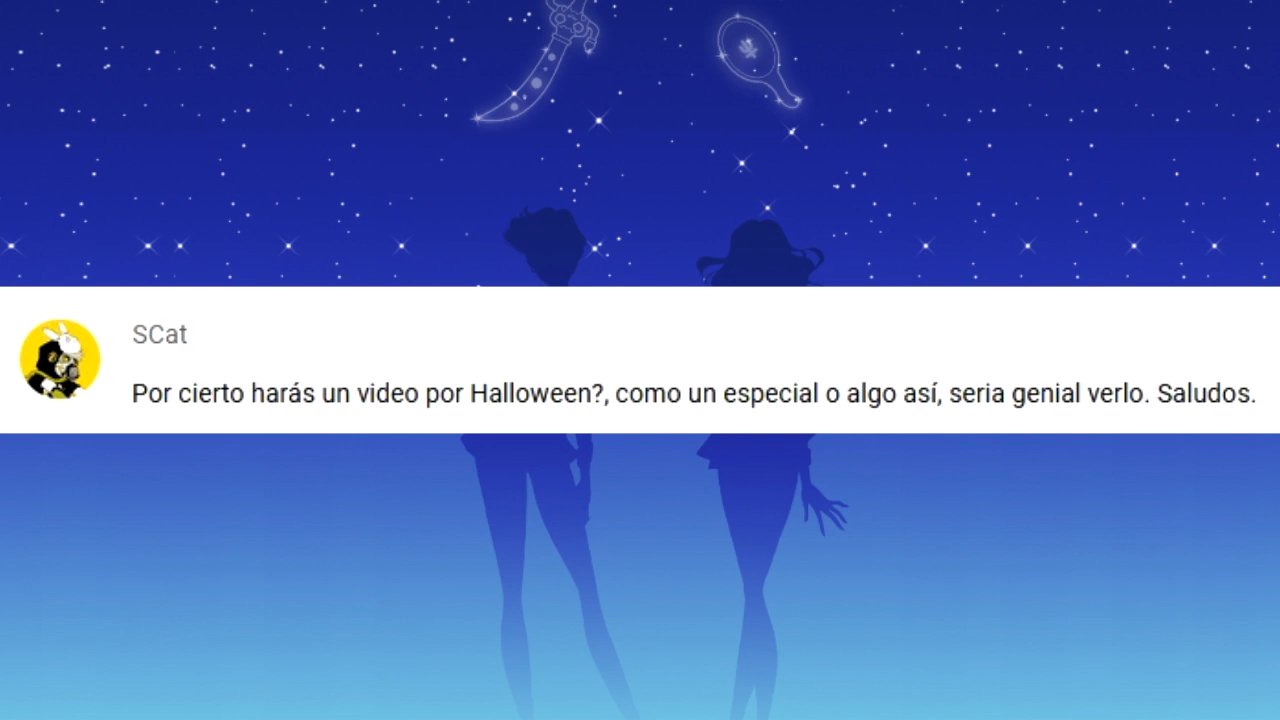 SCat
Por cierto harás un video por Halloween?, como un especial o algo así, seria genial verlo. Saludos.